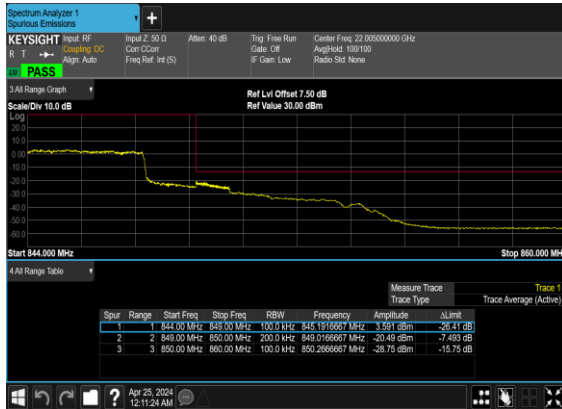 Spectrum Analyzer 1
Spurious Emissions
+
KEYSIGHT Input: RF Input Z: 50 Ω Atten: 40 dB Trig: Free Run Center Freq: 22.005000000 GHz
R T Coupling: DC Corr CCorr Gate: Off Avg|Hold: 100/100
Align: Auto Freq Ref: Int (S) IF Gain: Low Radio Std: None
LV PASS
3 All Range Graph
Ref Lvl Offset 7.50 dB
Scale/Div 10.0 dB Ref Value 30.00 dBm
Log
20.0
10.0
0.00
-10.0
-20.0
-30.0
-40.0
-50.0
-60.0
Start 844.000 MHz Stop 860.000 MH
4 All Range Table
Measure Trace Trace 1
Trace Type Trace Average (Active)
Spur Range Start Freq Stop Freq RBW Frequency Amplitude ΔLimit
1 1 844.00 MHz 849.00 MHz 100.0 kHz 845.1916667 MHz 3.591 dBm -26.41 dB
2 2 849.00 MHz 850.00 MHz 200.0 kHz 849.0166667 MHz -20.49 dBm -7.493 dB
3 3 850.00 MHz 860.00 MHz 100.0 kHz 850.2666667 MHz -28.75 dBm -15.75 dB
? Apr 25, 2024
12:11:24 AM